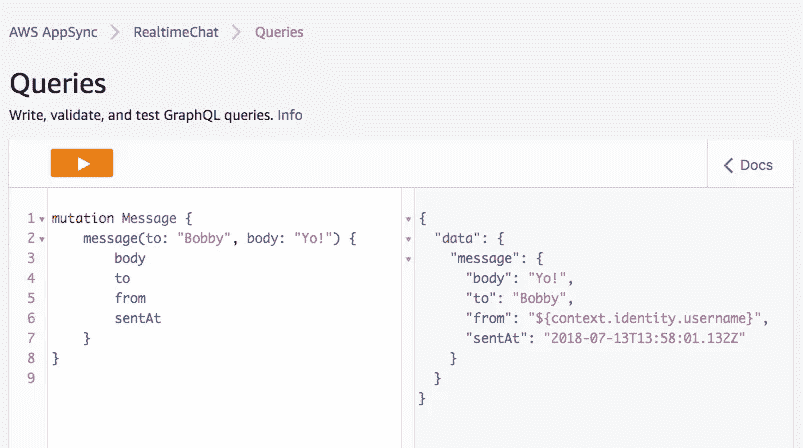 AWS AppSync > RealtimeChat > Queries
Queries
Write, validate, and test GraphQL queries. Info
< Docs
1 mutation Message {
2 message(to: "Bobby", body: "Yo!") {
3 body
4 to
5 from
6 sentAt
7 }
8 }
9
{
"data": {
"message": {
"body": "Yo!",
"to": "Bobby",
"from": "${context.identity.username}",
"sentAt": "2018-07-13T13:58:01.132Z"
}
}
}